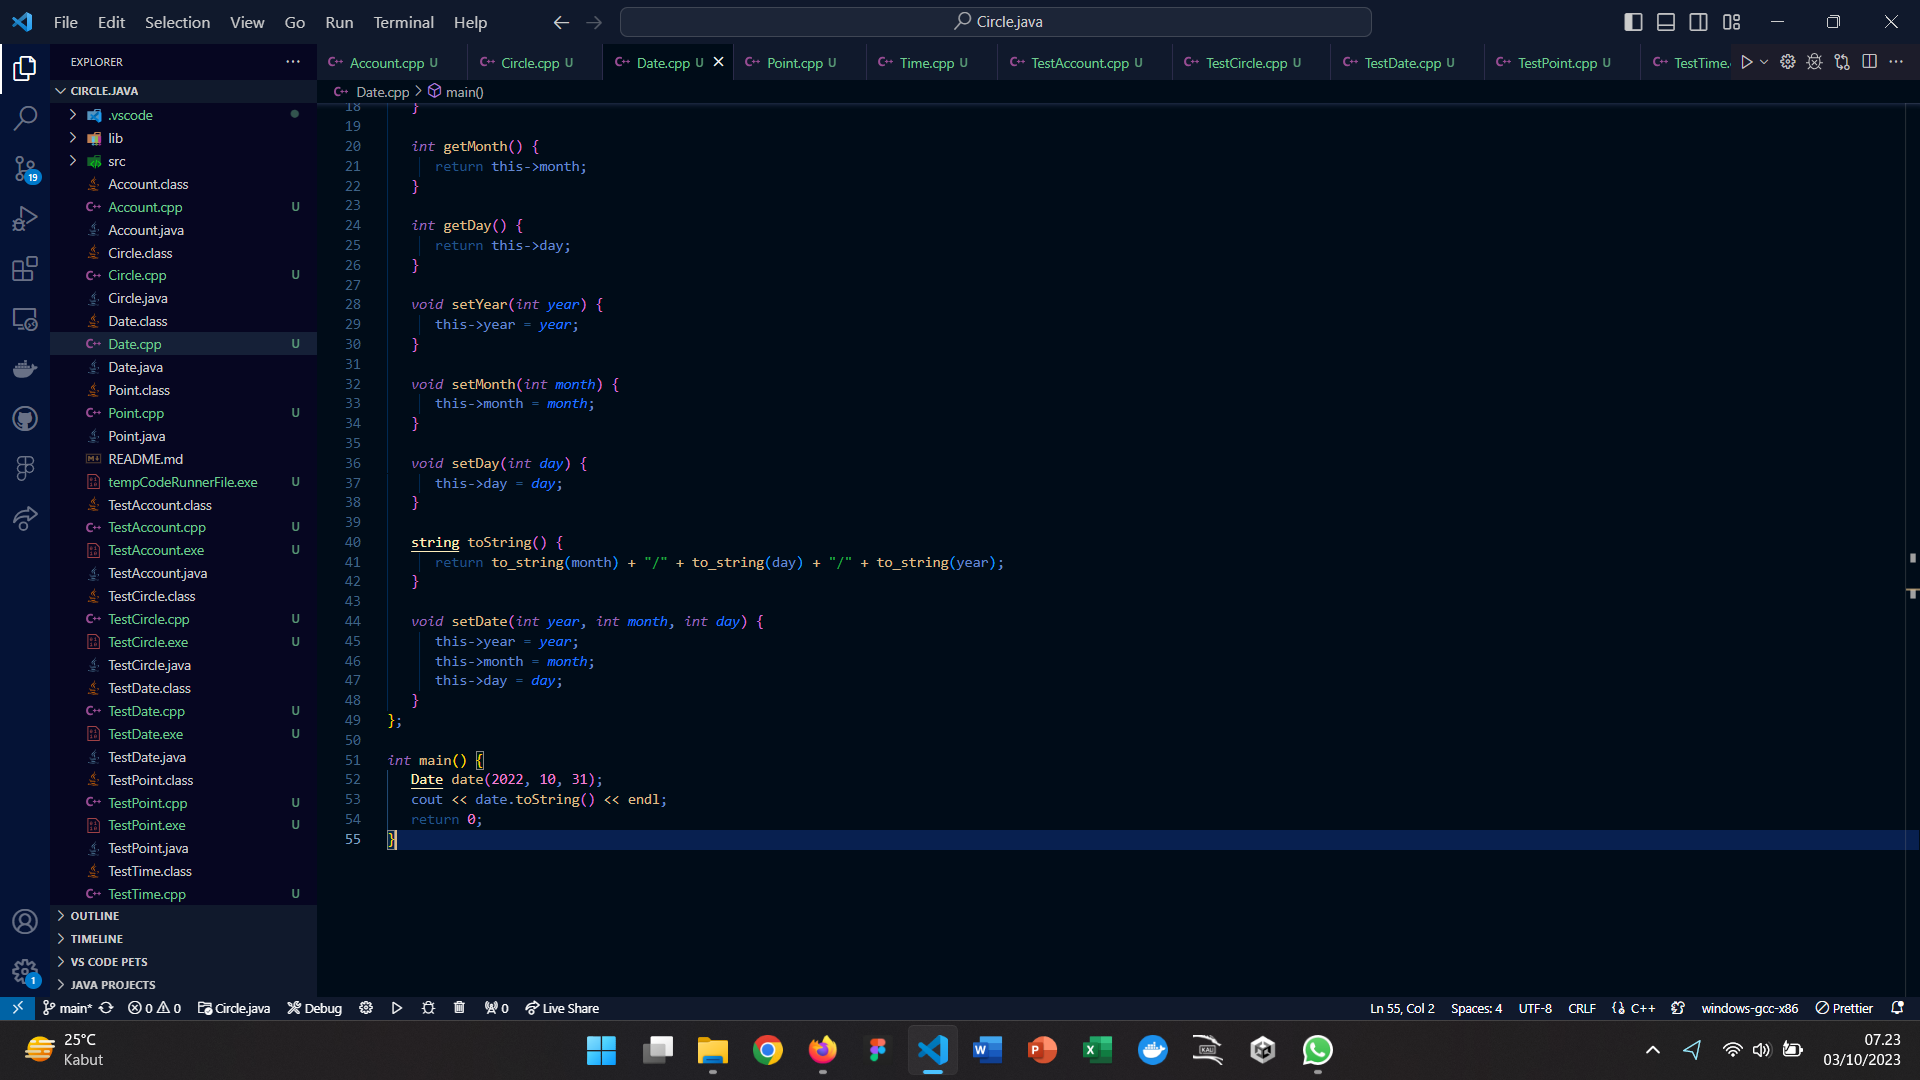 File Edit Selection View Go Run Terminal Help
Circle.java
EXPLORER
Account.cpp U
Circle.cpp U
Date.cpp U
Point.cpp U
Time.cpp U
TestAccount.cpp U
TestCircle.cpp U
TestDate.cpp U
TestPoint.cpp U
TestTime.
CIRCLE.JAVA
Date.cpp > main()
.vscode
lib
src
Account.class
Account.cpp U
Account.java
Circle.class
Circle.cpp U
Circle.java
Date.class
Date.cpp U
Date.java
Point.class
Point.cpp U
Point.java
README.md
tempCodeRunnerFile.exe U
TestAccount.class
TestAccount.cpp U
TestAccount.exe U
TestAccount.java
TestCircle.class
TestCircle.cpp U
TestCircle.exe U
TestCircle.java
TestDate.class
TestDate.cpp U
TestDate.exe U
TestDate.java
TestPoint.class
TestPoint.cpp U
TestPoint.exe U
TestPoint.java
TestTime.class
TestTime.cpp U
OUTLINE
TIMELINE
VS CODE PETS
JAVA PROJECTS
19
1
18 }
19
20 int getMonth() {
21 return this->month;
22 }
23
24 int getDay() {
25 return this->day;
26 }
27
28 void setYear(int year) {
29 this->year = year;
30 }
31
32 void setMonth(int month) {
33 this->month = month;
34 }
35
36 void setDay(int day) {
37 this->day = day;
38 }
39
40 string toString() {
41 return to_string(month) + "/" + to_string(day) + "/" + to_string(year);
42 }
43
44 void setDate(int year, int month, int day) {
45 this->year = year;
46 this->month = month;
47 this->day = day;
48 }
49 };
50
51 int main() {
52 Date date(2022, 10, 31);
53 cout << date.toString() << endl;
54 return 0;
55 }
main* 0 0 Circle.java Debug 0 Live Share
Ln 55, Col 2 Spaces: 4 UTF-8 CRLF {} C++ windows-gcc-x86 Prettier
25°C
Kabut
07.23
03/10/2023